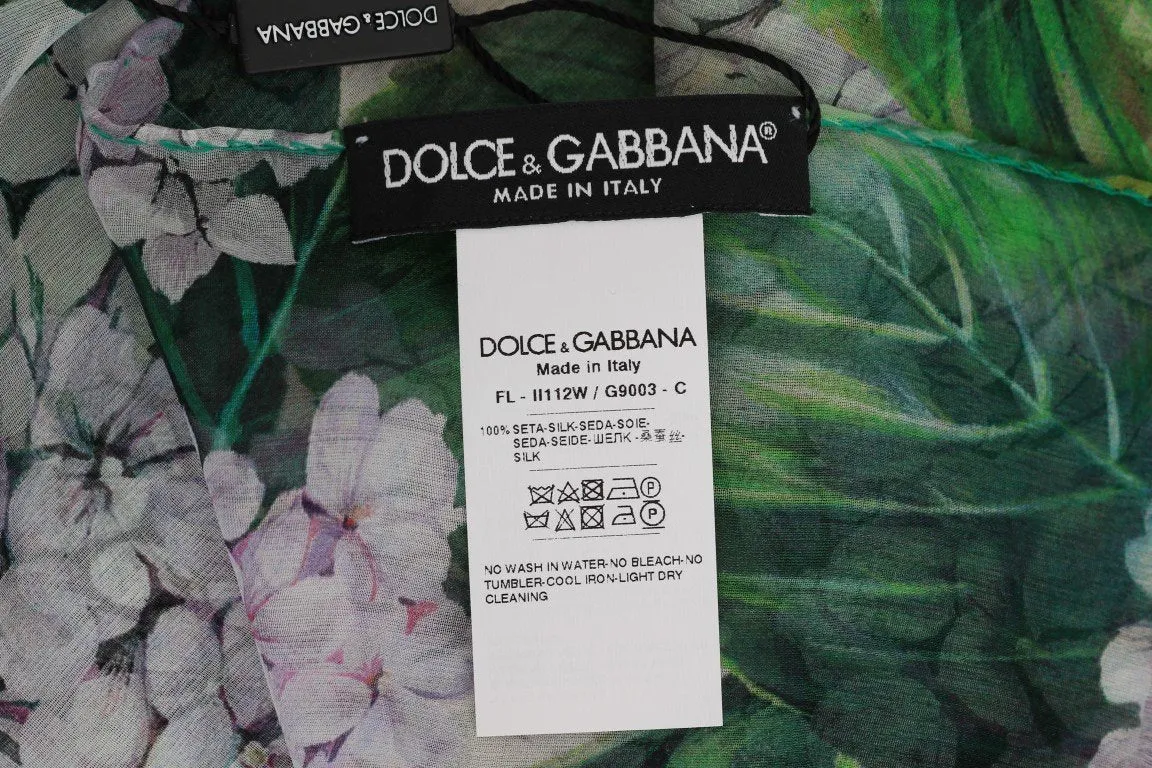 DOLCE & GABBANA
DOLCE & GABBANA®
MADE IN ITALY
DOLCE & GABBANA
Made in Italy
FL - II112W / G9003 - C
100% SETA-SILK-SEDA-SOIE-
SEDA-SEIDE-ШЕЛК -桑蚕丝-
SILK
P
P
NO WASH IN WATER-NO BLEACH-NO
TUMBLER-COOL IRON-LIGHT DRY
CLEANING